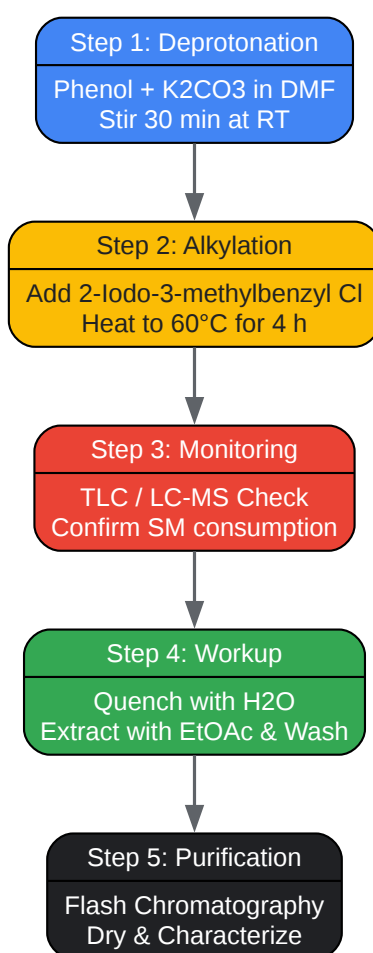 Step 1: Deprotonation
Phenol + K2CO3 in DMF
Stir 30 min at RT
Step 2: Alkylation
Add 2-Iodo-3-methylbenzyl Cl
Heat to 60°C for 4 h
Step 3: Monitoring
TLC / LC-MS Check
Confirm SM consumption
Step 4: Workup
Quench with H2O
Extract with EtOAc & Wash
Step 5: Purification
Flash Chromatography
Dry & Characterize